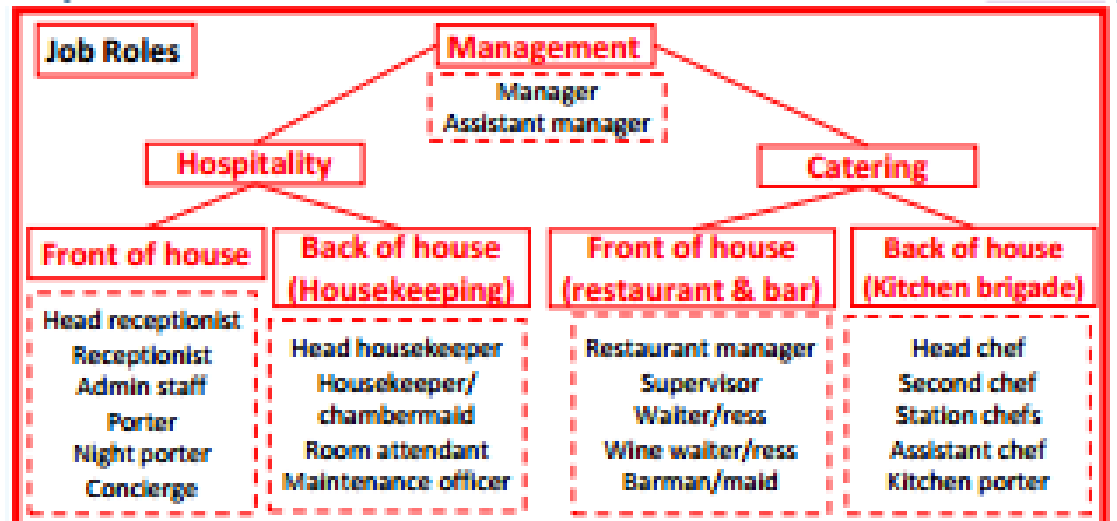 Job Roles
Management
Manager
Assistant manager
Hospitality
Catering
Front of house
Head receptionist
Receptionist
Admin staff
Porter
Night porter
Concierge
Back of house
(Housekeeping)
Head housekeeper
Housekeeper/
chambermaid
Room attendant
Maintenance officer
Front of house
(restaurant & bar)
Restaurant manager
Supervisor
Waiter/ress
Wine waiter/ress
Barman/maid
Back of house
(Kitchen brigade)
Head chef
Second chef
Station chefs
Assistant chef
Kitchen porter